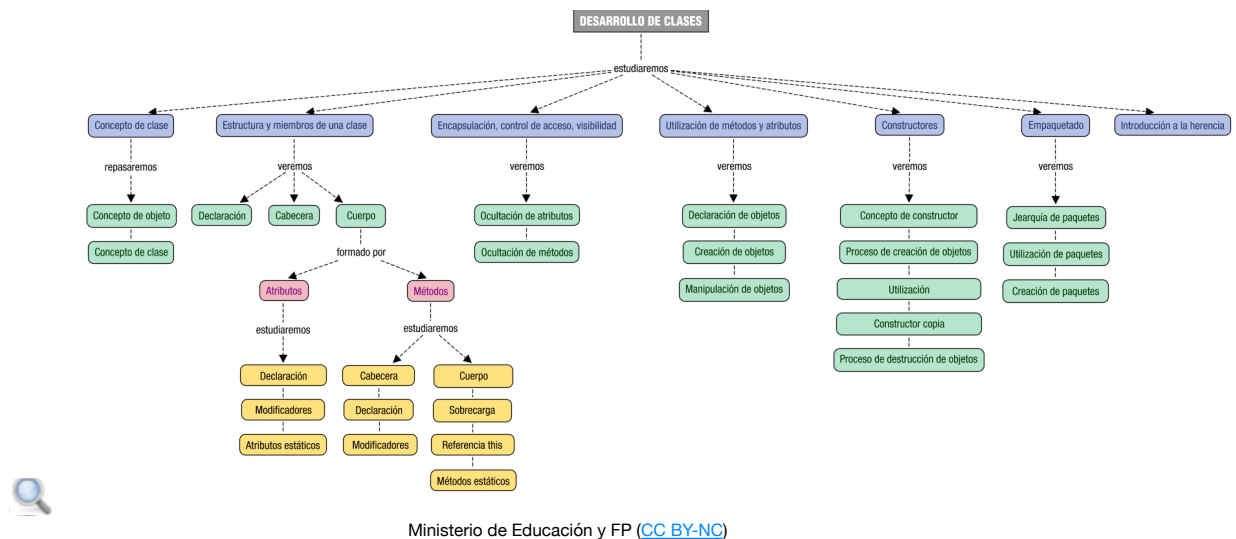 DESARROLLO DE CLASES
estudiaremos
Concepto de clase
Estructura y miembros de una clase
Encapsulación, control de acceso, visibilidad
Utilización de métodos y atributos
Constructores
Empaquetado
Introducción a la herencia
repasaremos
veremos
veremos
veremos
veremos
veremos
Concepto de objeto
Declaración
Cabecera
Cuerpo
Ocultación de atributos
Declaración de objetos
Concepto de constructor
Jearquía de paquetes
Concepto de clase
formado por
Ocultación de métodos
Creación de objetos
Proceso de creación de objetos
Utilización de paquetes
Atributos
Métodos
Manipulación de objetos
Utilización
Creación de paquetes
estudiaremos
estudiaremos
Constructor copia
Proceso de destrucción de objetos
Declaración
Cabecera
Cuerpo
Modificadores
Declaración
Sobrecarga
Atributos estáticos
Modificadores
Referencia this
Métodos estáticos
Ministerio de Educación y FP (CC BY-NC)